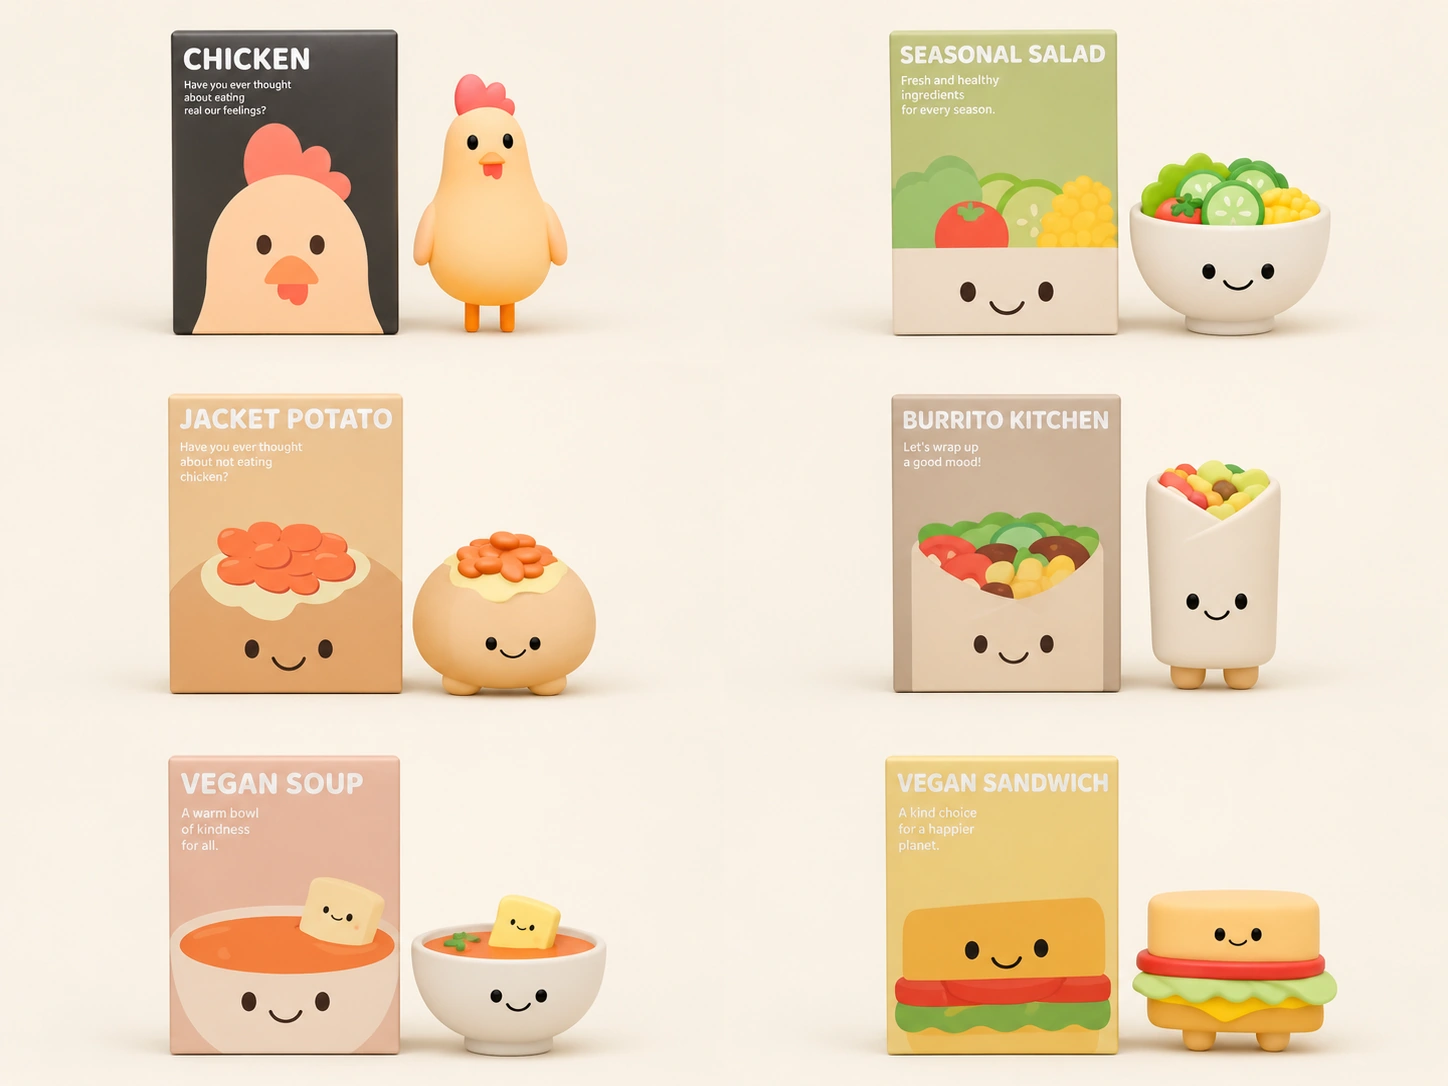 CHICKEN
Have you ever thought
about eating
real our feelings?
SEASONAL SALAD
Fresh and healthy
ingredients
for every season.
JACKET POTATO
Have you ever thought
about not eating
chicken?
BURRITO KITCHEN
Let's wrap up
a good mood!
VEGAN SOUP
A warm bowl
of kindness
for all.
VEGAN SANDWICH
A kind choice
for a happier
planet.